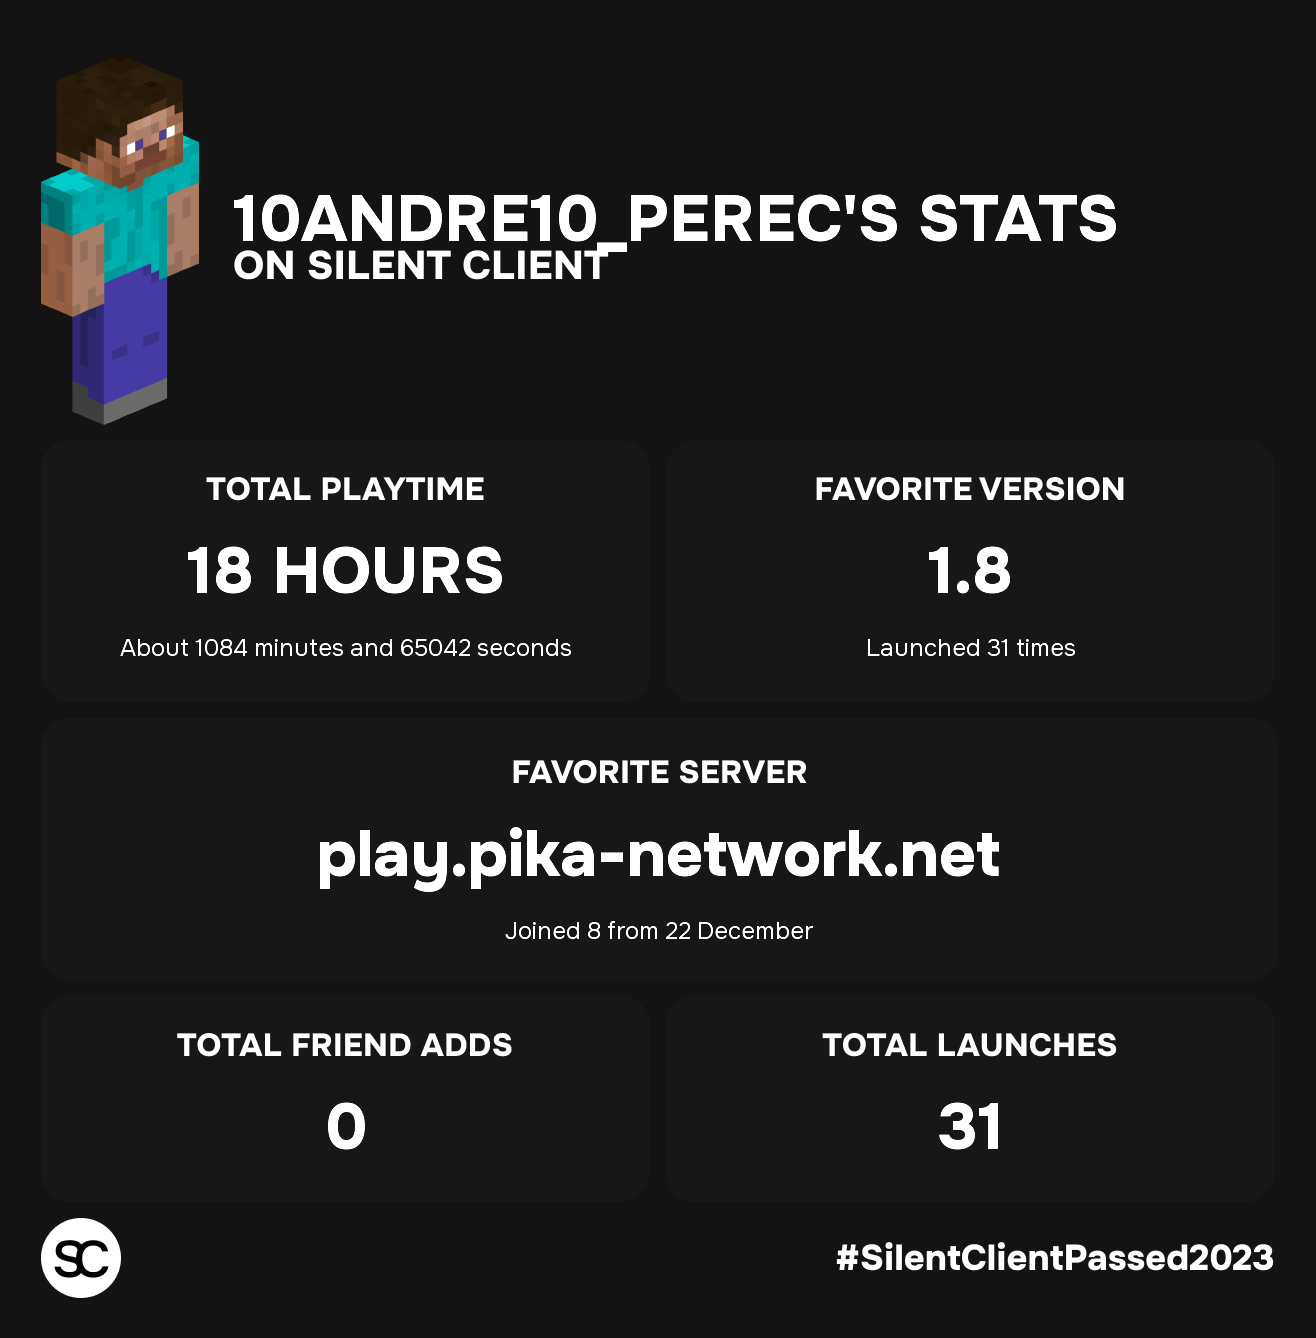 10ANDRE10_PEREC'S STATS
ON SILENT CLIENT
TOTAL PLAYTIME
18 HOURS
About 1084 minutes and 65042 seconds
FAVORITE VERSION
1.8
Launched 31 times
FAVORITE SERVER
play.pika-network.net
Joined 8 from 22 December
TOTAL FRIEND ADDS
0
TOTAL LAUNCHES
31
SC
#SilentClientPassed2023